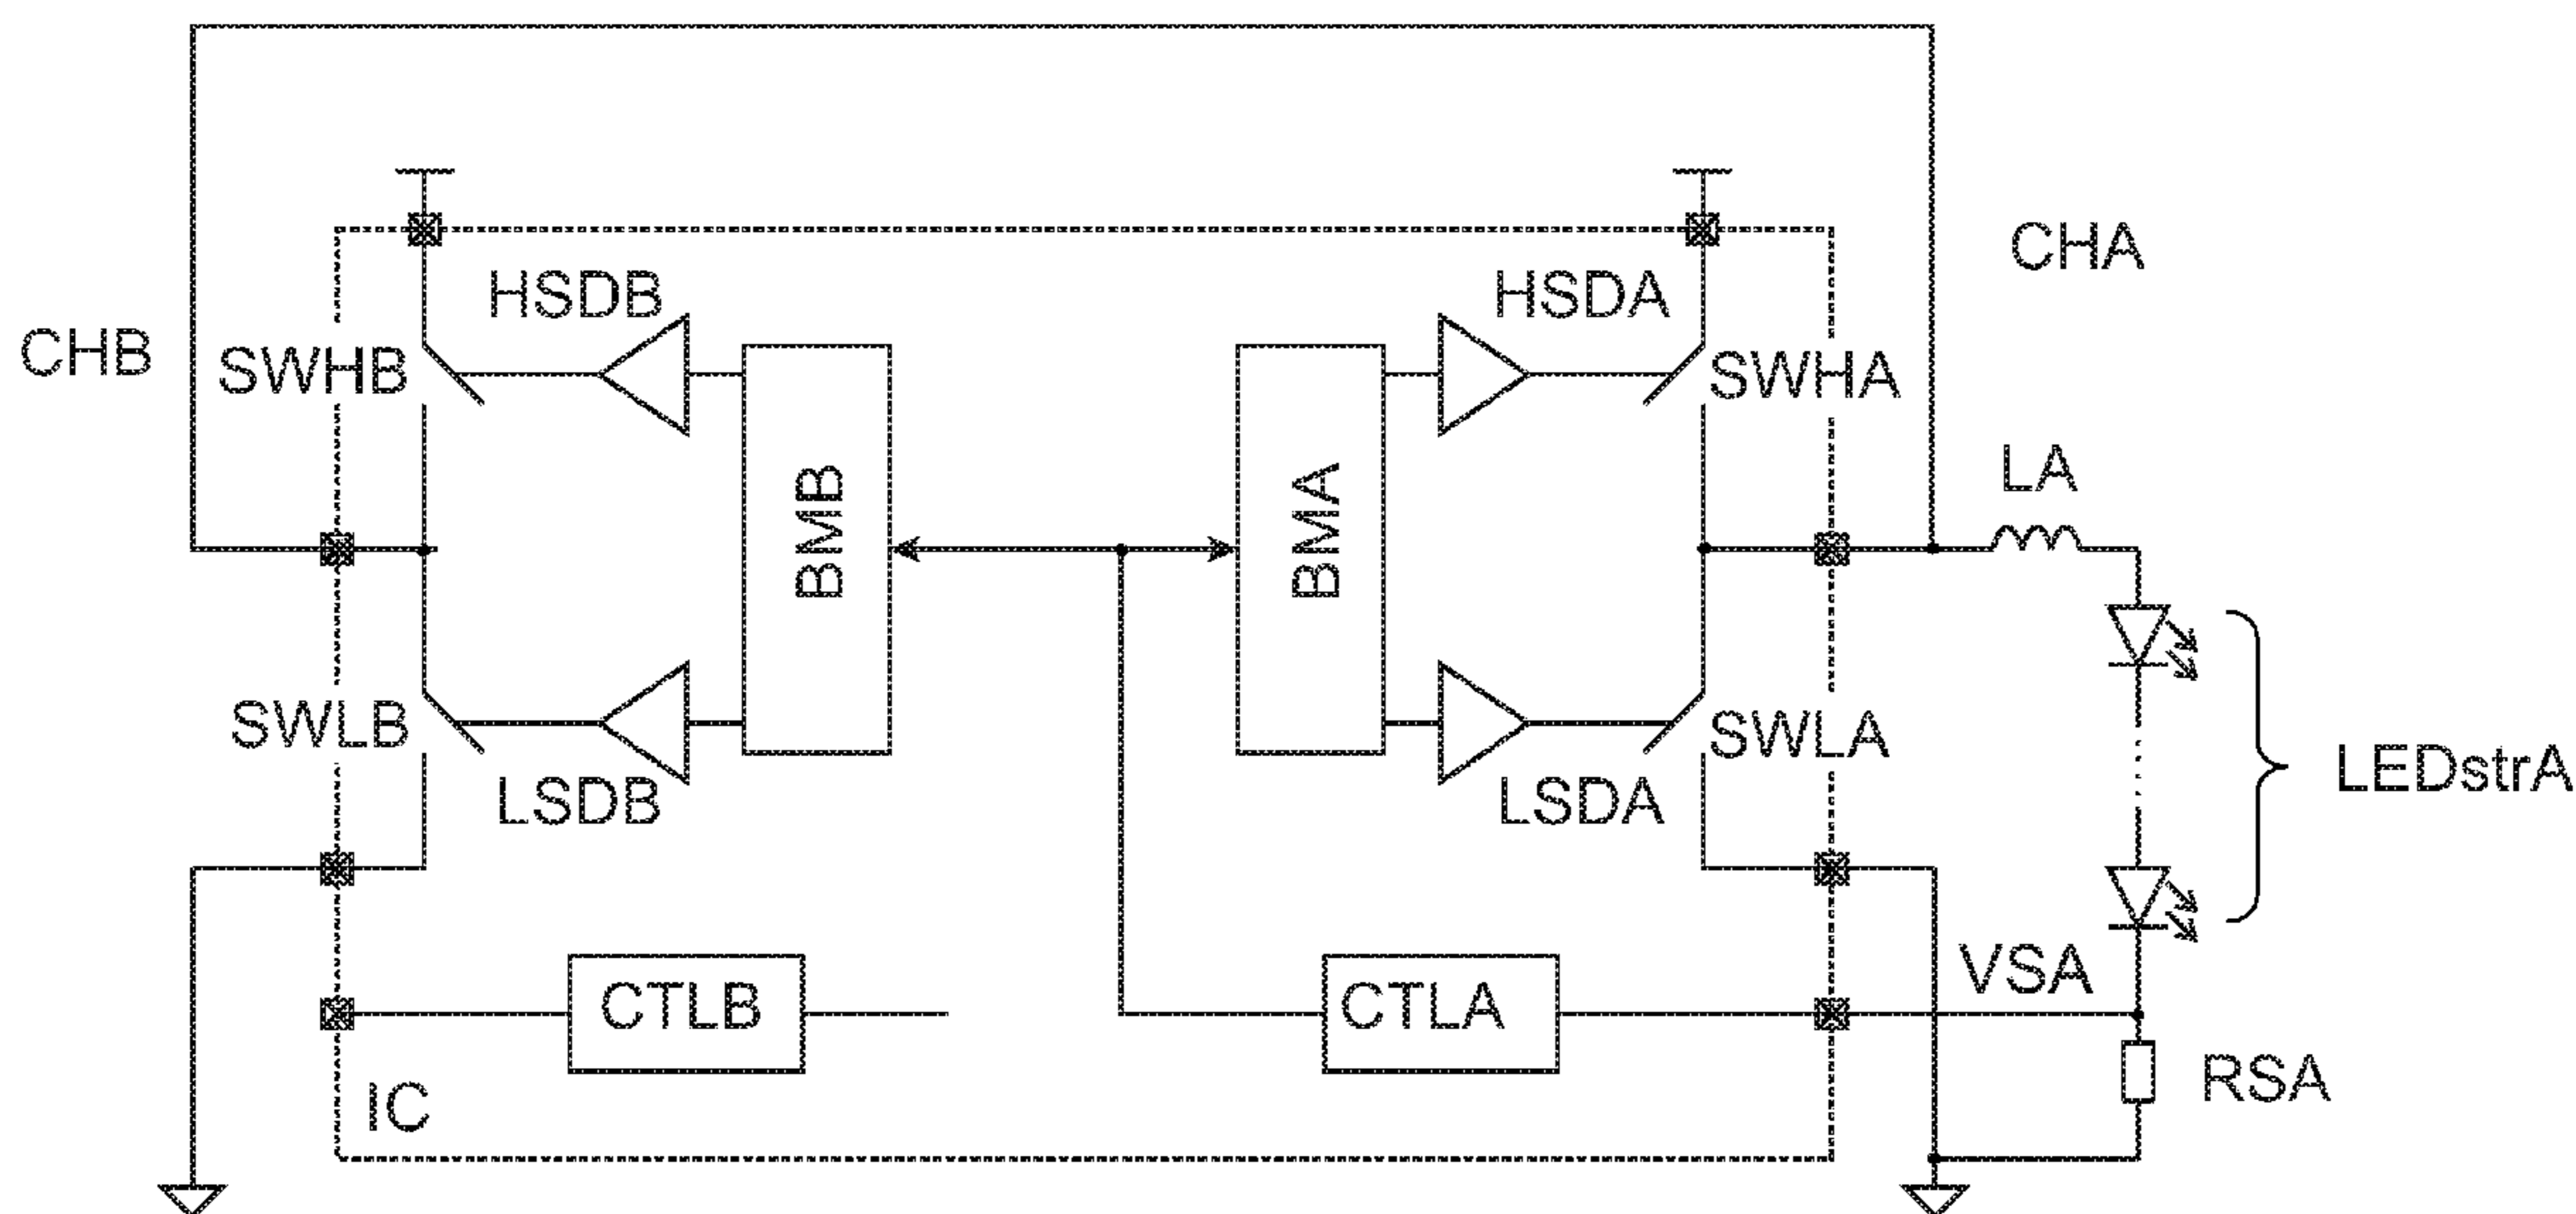 CHA
HSDB
HSDA
CHB
SWHB
SWHA
LA
BMB
BMA
SWLB
SWLA
LEDstrA
LSDB
LSDA
VSA
CTLB
CTLA
RSA
IC